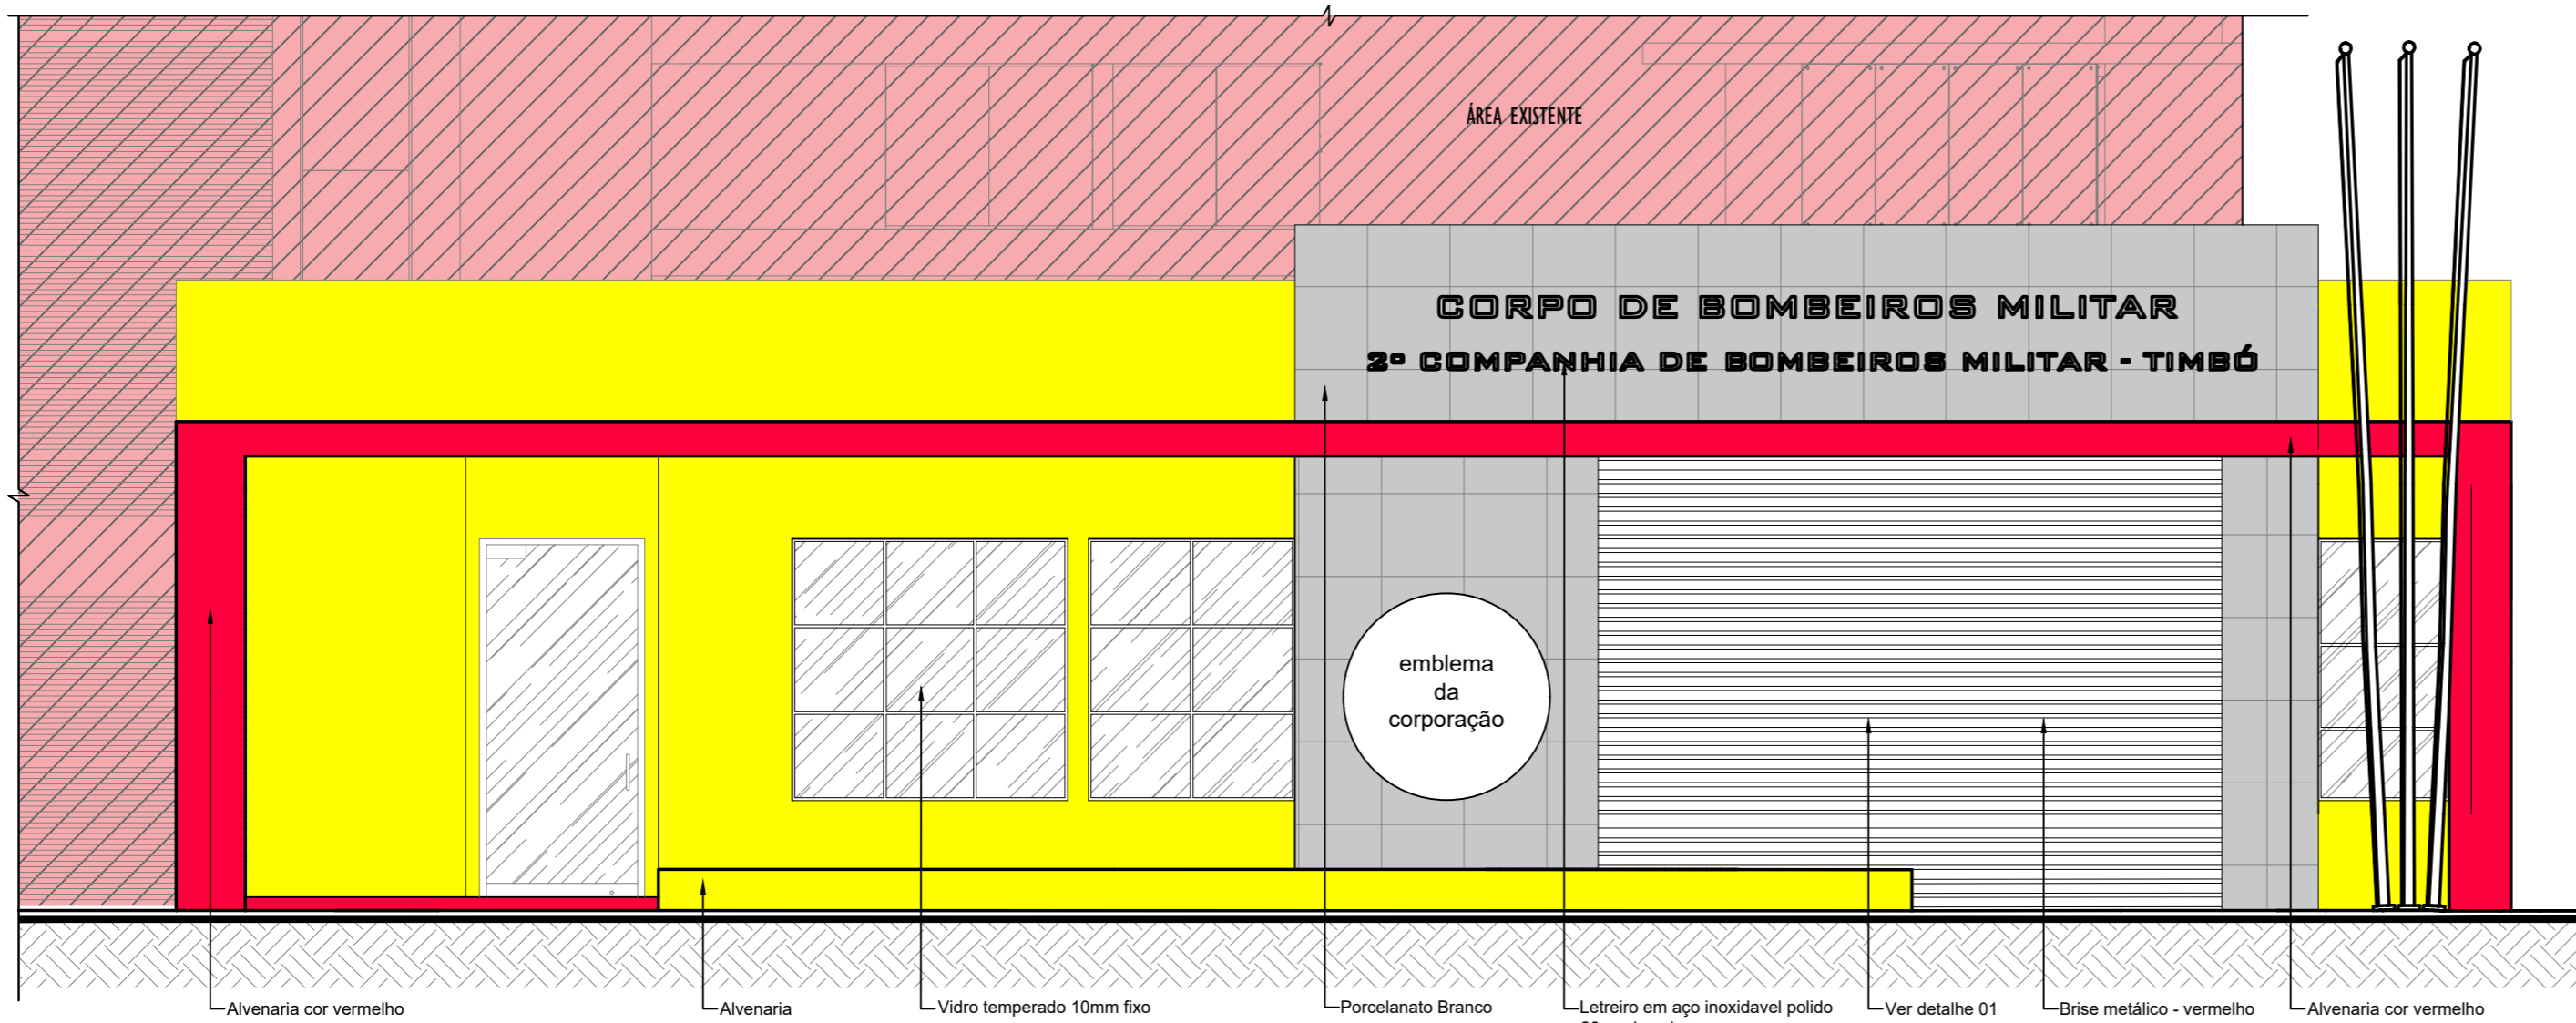 ÁREA EXISTENTE
CORPO DE BOMBEIROS MILITAR
2º COMPANHIA DE BOMBEIROS MILITAR - TIMBÓ
emblema
da
corporação
Alvenaria cor vermelho
Alvenaria
Vidro temperado 10mm fixo
Porcelanato Branco
Letreiro em aço inoxidavel polido
Ver detalhe 01
Brise metálico - vermelho
Alvenaria cor vermelho